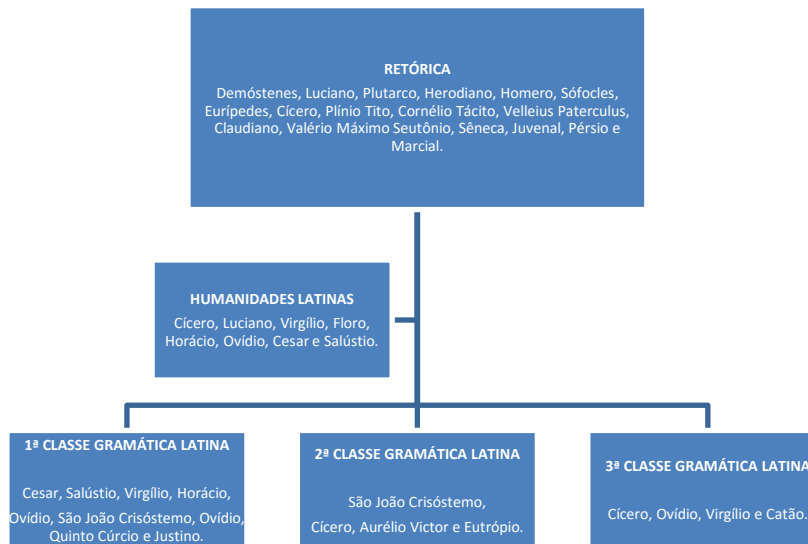 RETÓRICA
Demóstenes, Luciano, Plutarco, Herodiano, Homero, Sófocles,
Eurípedes, Cícero, Plínio Tito, Cornélio Tácito, Velleius Paterculus,
Claudiano, Valério Máximo Seutônio, Sêneca, Juvenal, Pérsio e
Marcial.
HUMANIDADES LATINAS
Cícero, Luciano, Virgílio, Floro,
Horácio, Ovídio, Cesar e Salústio.
1ª CLASSE GRAMÁTICA LATINA
Cesar, Salústio, Virgílio, Horácio,
Ovídio, São João Crisóstemo, Ovídio,
Quinto Cúrcio e Justino.
2ª CLASSE GRAMÁTICA LATINA
São João Crisóstemo,
Cícero, Aurélio Victor e Eutrópio.
3ª CLASSE GRAMÁTICA LATINA
Cícero, Ovídio, Virgílio e Catão.